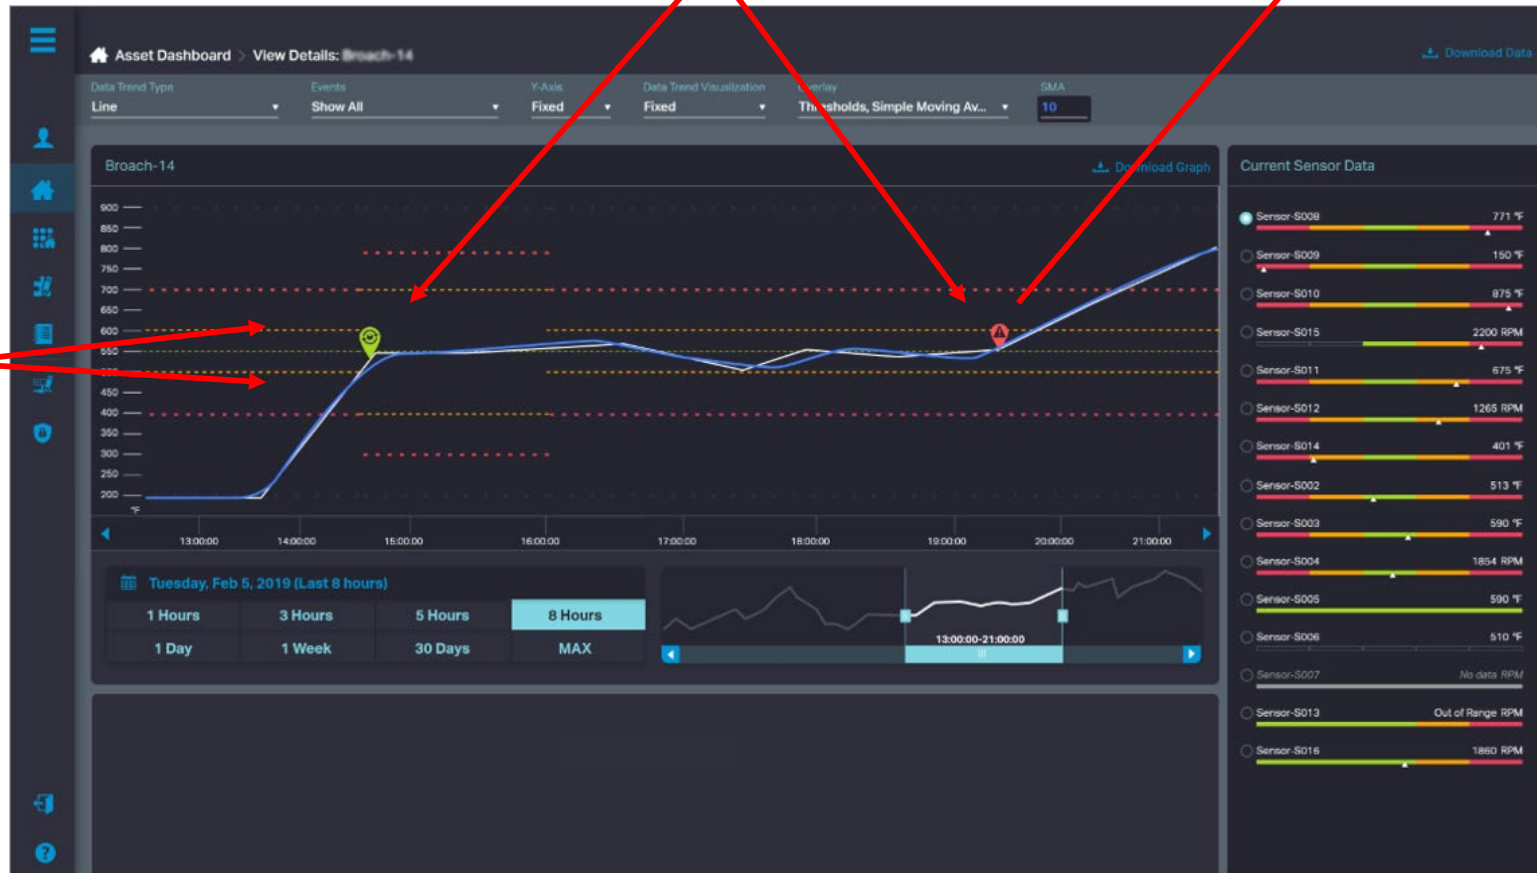 Asset Dashboard > View Details: Broach-14
Download Data
Data Trend Type
Events
Y-Axis
Data Trend Visualization
Overlay
SMA
Line
Show All
Fixed
Fixed
Thresholds, Simple Moving Av...
10
Broach-14
Download Graph
900
850
800
750
700
650
600
550
500
450
400
350
300
250
200
°F
13:00:00
14:00:00
15:00:00
16:00:00
17:00:00
18:00:00
19:00:00
20:00:00
21:00:00
Tuesday, Feb 5, 2019 (Last 8 hours)
1 Hours
3 Hours
5 Hours
8 Hours
1 Day
1 Week
30 Days
MAX
13:00:00-21:00:00
Current Sensor Data
Sensor-S008 771 °F
Sensor-S009 150 °F
Sensor-S010 875 °F
Sensor-S015 2200 RPM
Sensor-S011 675 °F
Sensor-S012 1265 RPM
Sensor-S014 401 °F
Sensor-S002 513 °F
Sensor-S003 590 °F
Sensor-S004 1854 RPM
Sensor-S005 590 °F
Sensor-S006 510 °F
Sensor-S007 No data RPM
Sensor-S013 Out of Range RPM
Sensor-S016 1860 RPM